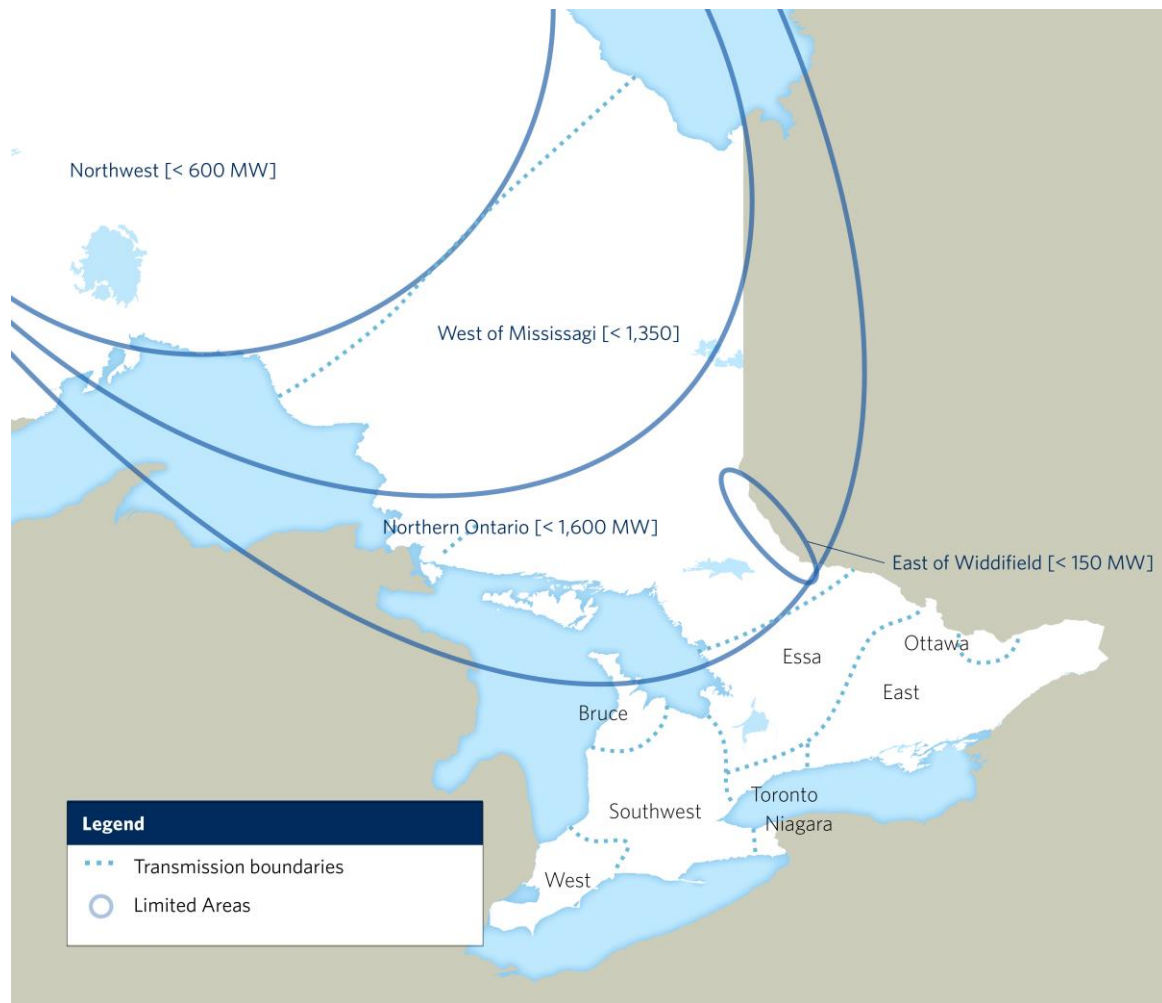 Northwest [< 600 MW]
West of Mississagi [< 1,350]
Northern Ontario [< 1,600 MW]
East of Widdifield [< 150 MW]
Ottawa
Essa
East
Bruce
Toronto
Southwest
Niagara
West
Legend
Transmission boundaries
Limited Areas